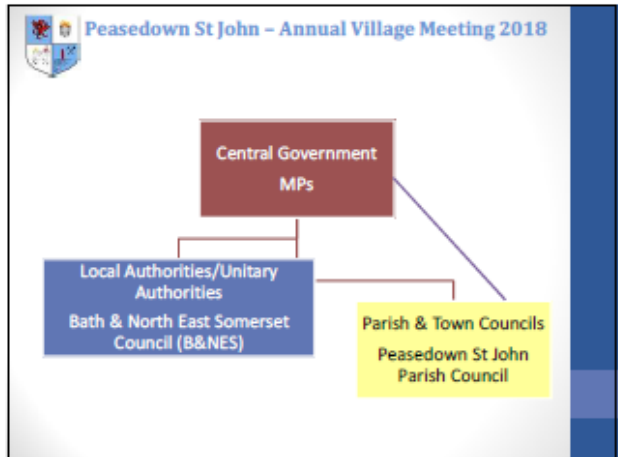 Peasedown St John – Annual Village Meeting 2018
Central Government
MPs
Local Authorities/Unitary
Authorities
Bath & North East Somerset
Council (B&NES)
Parish & Town Councils
Peasedown St John
Parish Council